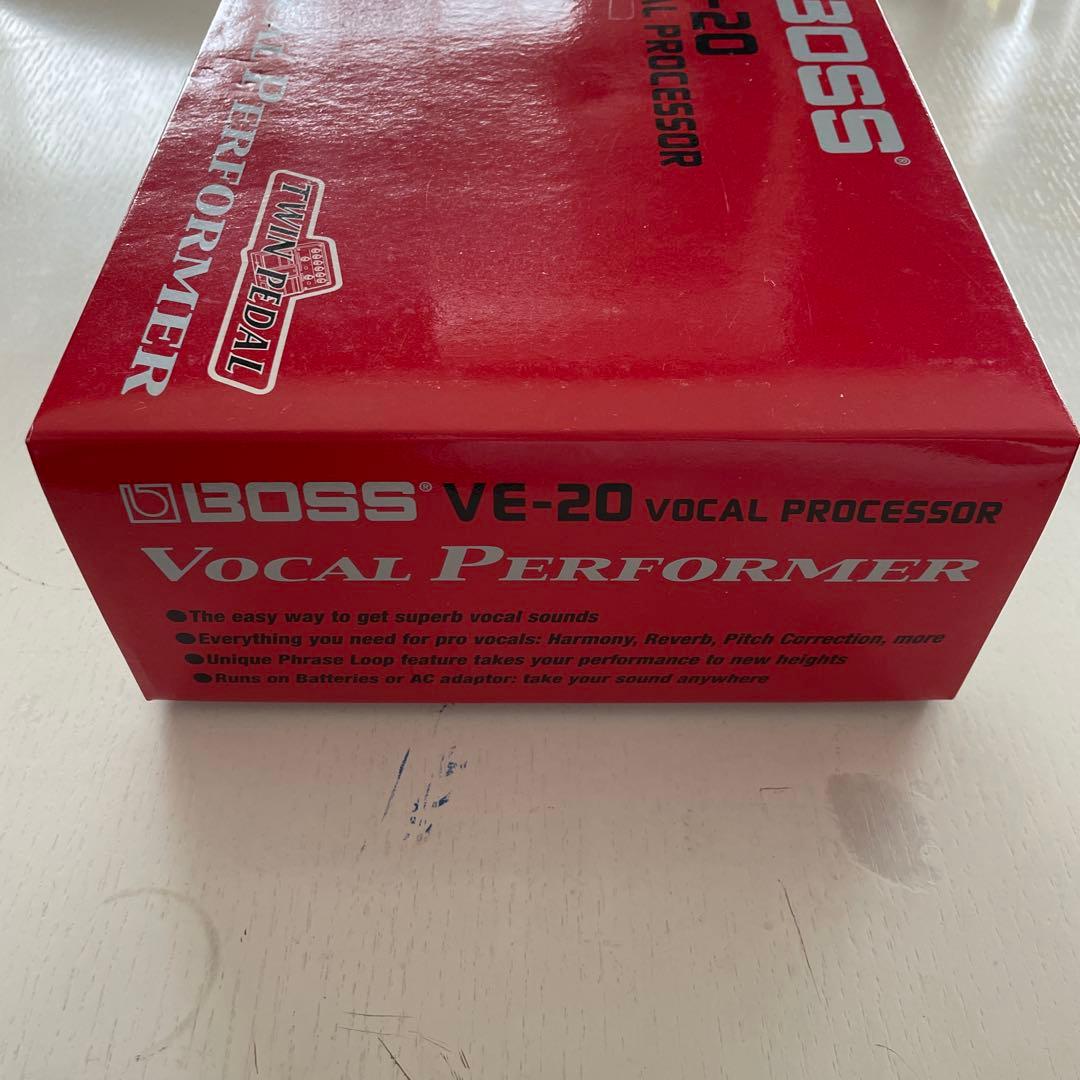 BOSS®
-20
AL PROCESSOR
AL PERFORMER
TWIN PEDAL
BOSS® VE-20 VOCAL PROCESSOR
VOCAL PERFORMER
●The easy way to get superb vocal sounds
●Everything you need for pro vocals: Harmony, Reverb, Pitch Correction, more
●Unique Phrase Loop feature takes your performance to new heights
●Runs on Batteries or AC adaptor: take your sound anywhere